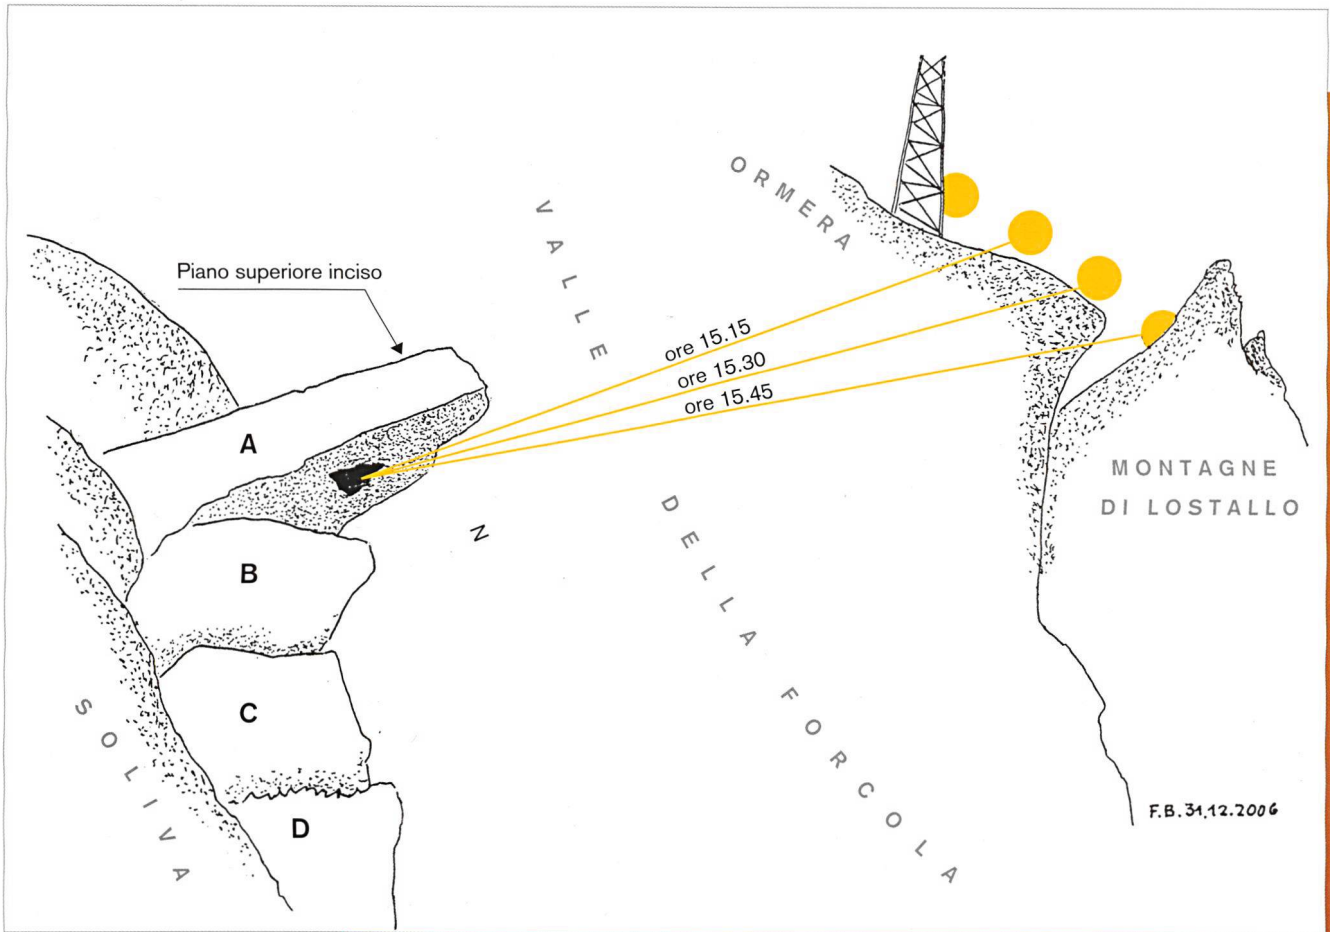 ORMERA
VALLE
Piano superiore inciso
ore 15.15
ore 15.30
ore 15.45
A
MONTAGNE
DI LOSTALLO
N
DELLA FORCOLA
B
C
SOLIVA
D
F.B.31.12.2006